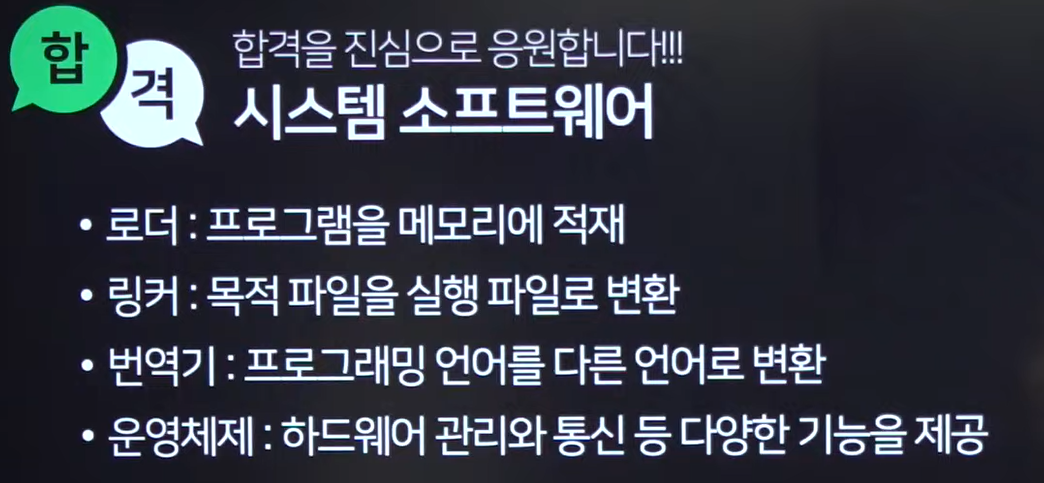 합격
합격을 진심으로 응원합니다!!!
시스템 소프트웨어
• 로더 : 프로그램을 메모리에 적재
• 링커 : 목적 파일을 실행 파일로 변환
• 번역기 : 프로그래밍 언어를 다른 언어로 변환
• 운영체제 : 하드웨어 관리와 통신 등 다양한 기능을 제공